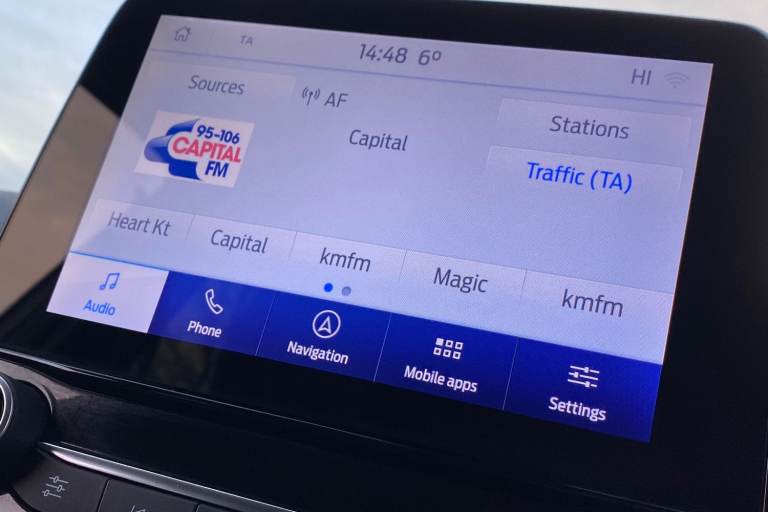 TA
14:48 6°
HI
Sources
AF
Stations
95-106
CAPITAL
FM
Capital
Traffic (TA)
Heart Kt
Capital
kmfm
Magic
kmfm
Audio
Phone
Navigation
Mobile apps
Settings